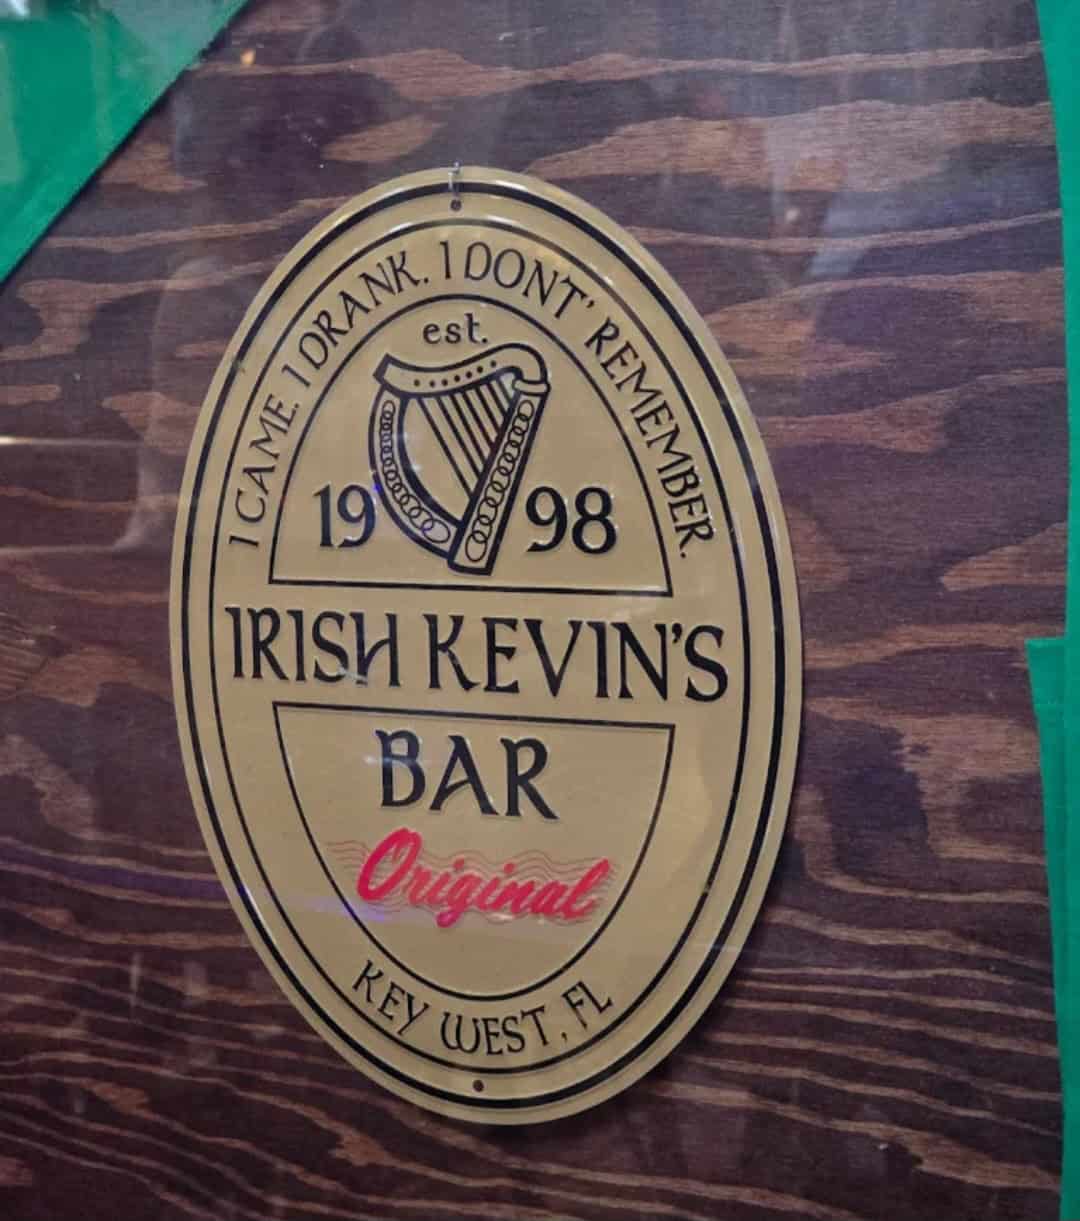 I CAME. I DRANK. I DONT' REMEMBER.
est.
19 98
IRISH KEVIN'S
BAR
Original
KEY WEST, FL